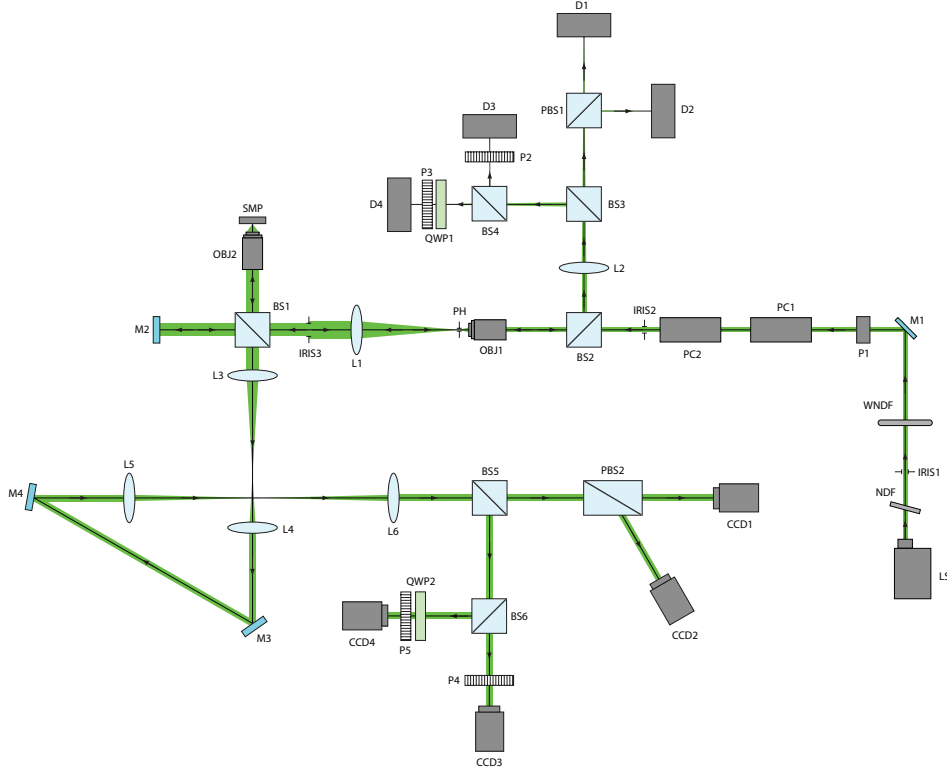 D1
PBS1
D2
D3
P2
P3
D4
QWP1
BS4
BS3
SMP
OBJ2
L2
M2
BS1
IRIS3
L1
PH
OBJ1
BS2
IRIS2
PC2
PC1
P1
M1
L3
WNDF
IRIS1
NDF
M4
L5
L4
L6
BS5
PBS2
CCD1
LS
M3
CCD4
QWP2
P5
BS6
CCD2
P4
CCD3